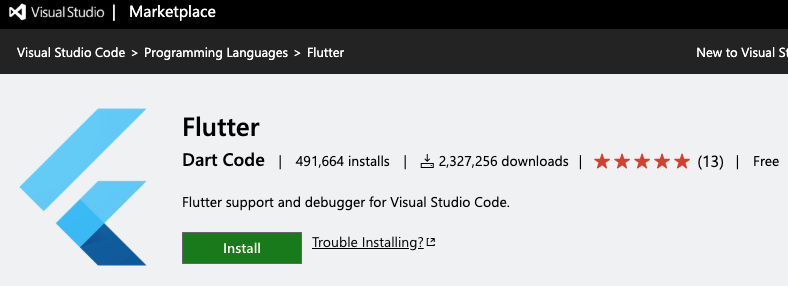 Visual Studio | Marketplace
Visual Studio Code > Programming Languages > Flutter New to Visual
Flutter
Dart Code | 491,664 installs | 2,327,256 downloads | (13) | Free
Flutter support and debugger for Visual Studio Code.
Install Trouble Installing?